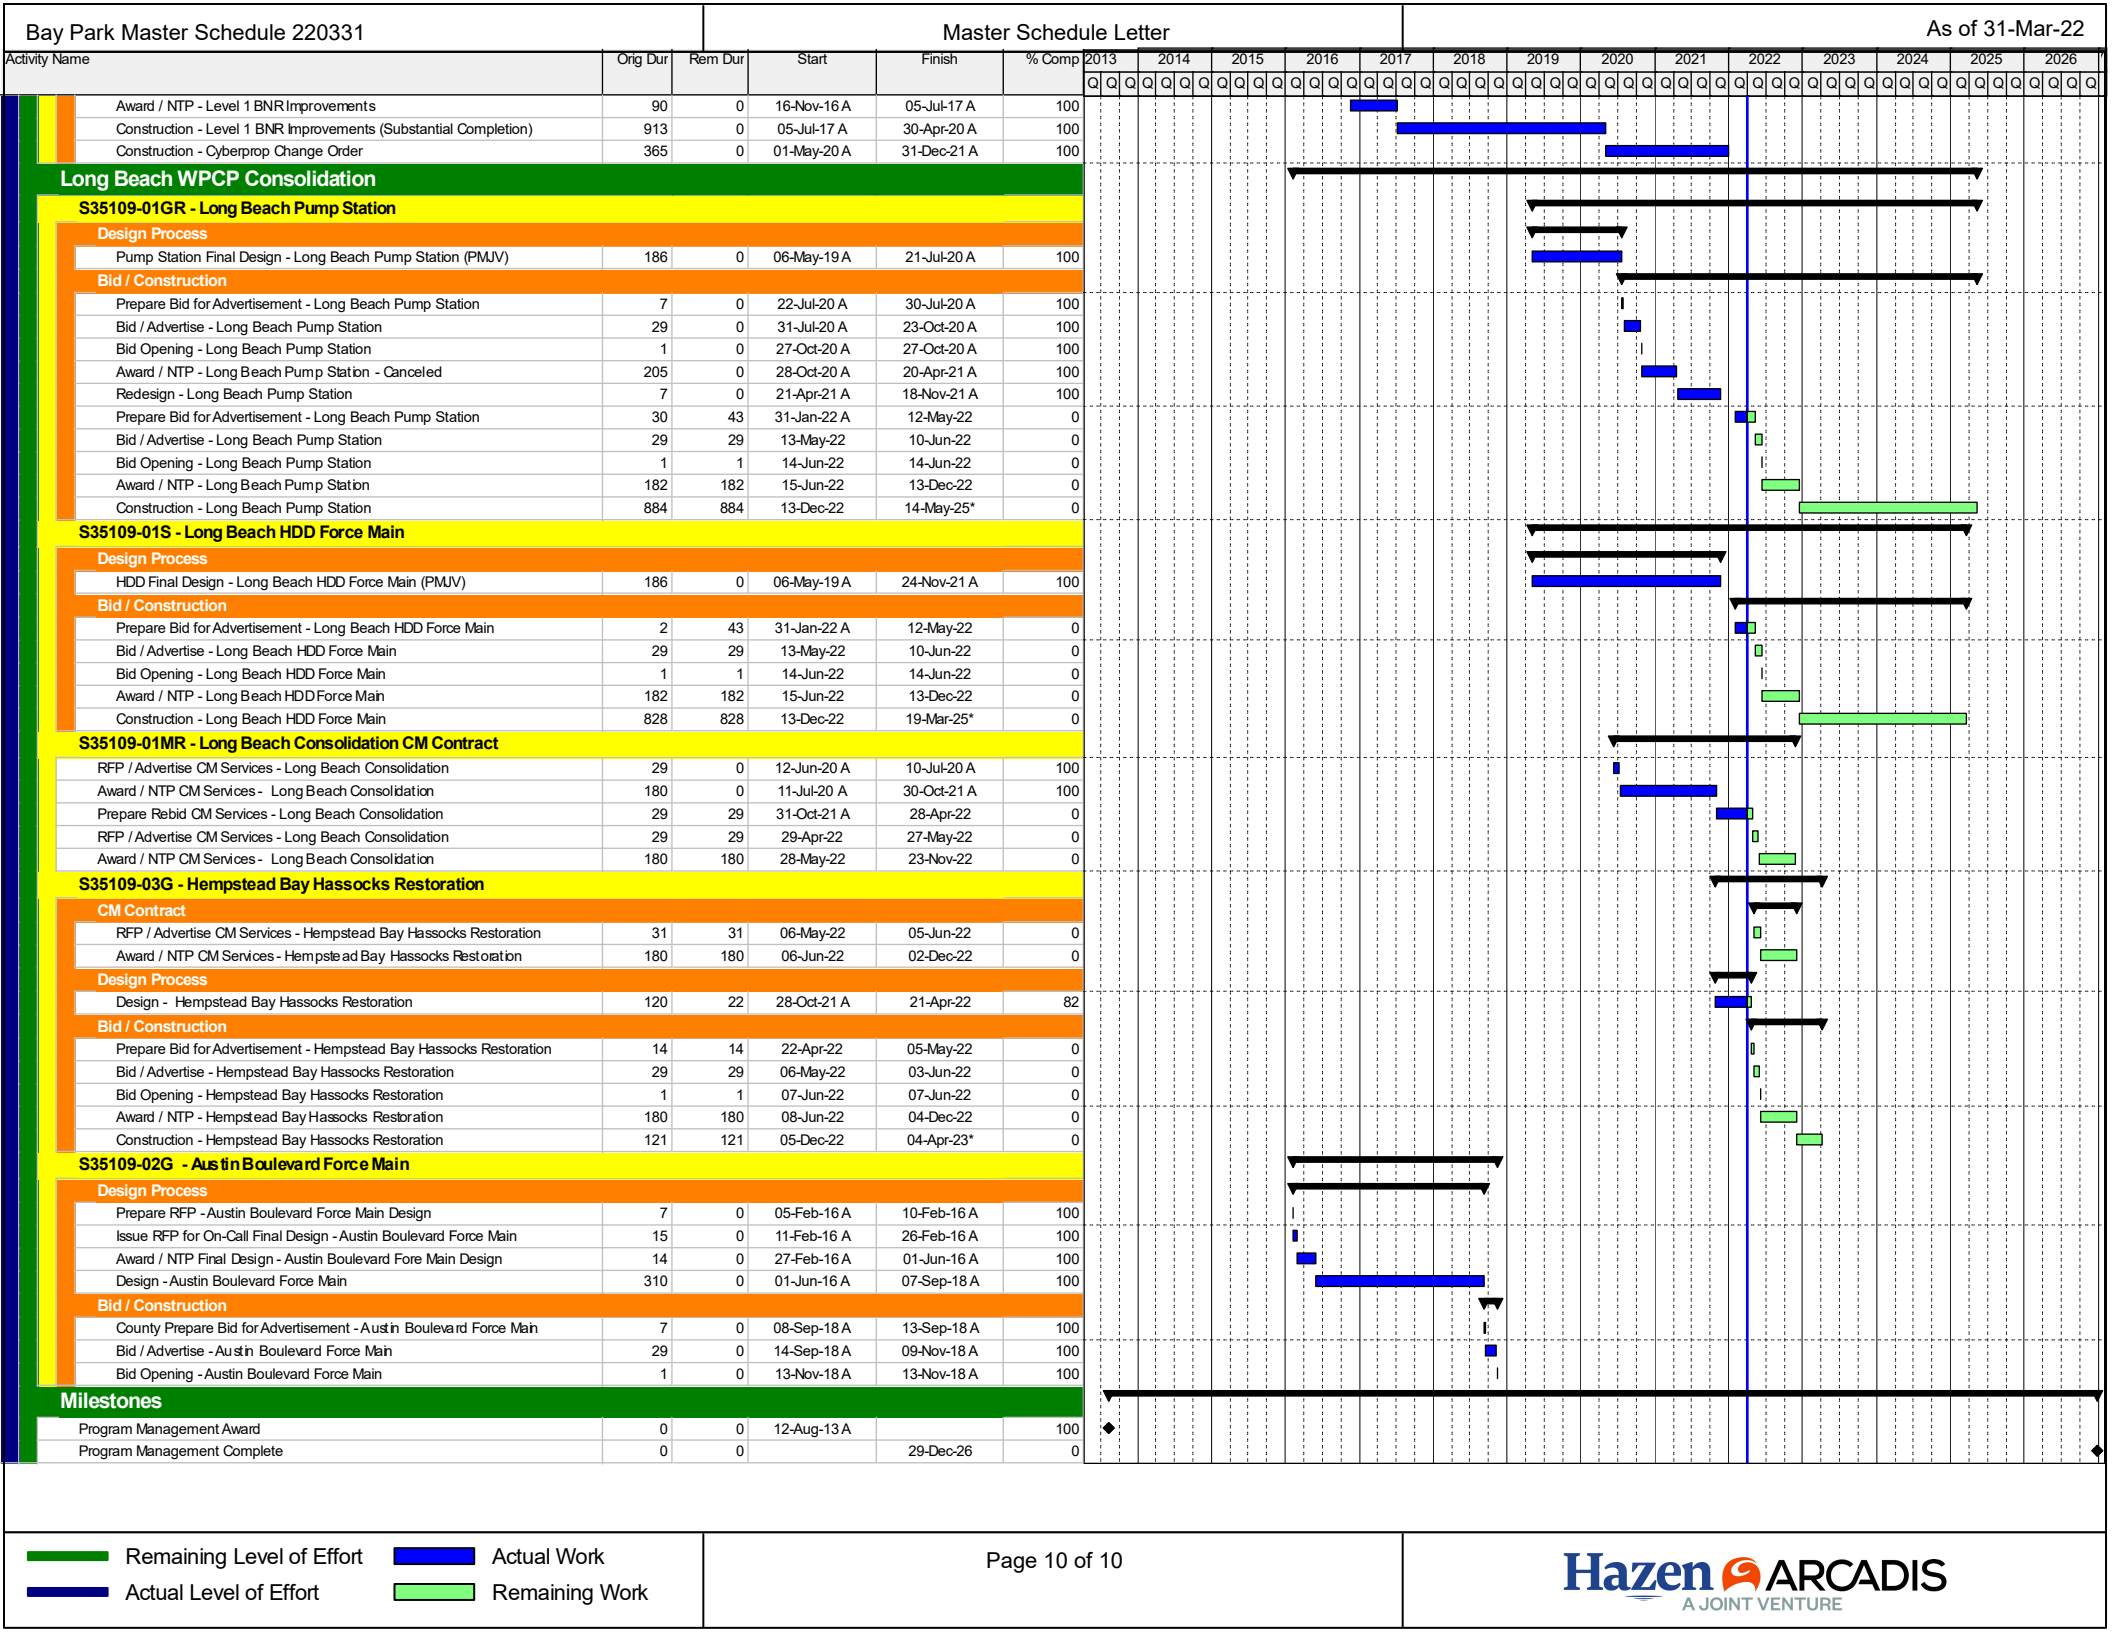 Bay Park Master Schedule 220331 Master Schedule Letter As of 31-Mar-22
Activity Name Orig Dur Rem Dur Start Finish % Comp 2013 2014 2015 2016 2017 2018 2019 2020 2021 2022 2023 2024 2025 2026
Q Q Q Q Q Q Q Q Q Q Q Q Q Q Q Q Q Q Q Q Q Q Q Q Q Q Q Q Q Q Q Q Q Q Q Q Q Q Q Q Q Q Q Q Q Q Q Q Q Q Q Q Q Q Q
Award / NTP - Level 1 BNR Improvements 90 0 16-Nov-16 A 05-Jul-17 A 100
Construction - Level 1 BNR Improvements (Substantial Completion) 913 0 05-Jul-17 A 30-Apr-20 A 100
Construction - Cyberprop Change Order 365 0 01-May-20 A 31-Dec-21 A 100
Long Beach WPCP Consolidation
S35109-01GR - Long Beach Pump Station
Design Process
Pump Station Final Design - Long Beach Pump Station (PMJV) 186 0 06-May-19 A 21-Jul-20 A 100
Bid / Construction
Prepare Bid for Advertisement - Long Beach Pump Station 7 0 22-Jul-20 A 30-Jul-20 A 100
Bid / Advertise - Long Beach Pump Station 29 0 31-Jul-20 A 23-Oct-20 A 100
Bid Opening - Long Beach Pump Station 1 0 27-Oct-20 A 27-Oct-20 A 100
Award / NTP - Long Beach Pump Station - Canceled 205 0 28-Oct-20 A 20-Apr-21 A 100
Redesign - Long Beach Pump Station 7 0 21-Apr-21 A 18-Nov-21 A 100
Prepare Bid for Advertisement - Long Beach Pump Station 30 43 31-Jan-22 A 12-May-22 0
Bid / Advertise - Long Beach Pump Station 29 29 13-May-22 10-Jun-22 0
Bid Opening - Long Beach Pump Station 1 1 14-Jun-22 14-Jun-22 0
Award / NTP - Long Beach Pump Station 182 182 15-Jun-22 13-Dec-22 0
Construction - Long Beach Pump Station 884 884 13-Dec-22 14-May-25* 0
S35109-01S - Long Beach HDD Force Main
Design Process
HDD Final Design - Long Beach HDD Force Main (PMJV) 186 0 06-May-19 A 24-Nov-21 A 100
Bid / Construction
Prepare Bid for Advertisement - Long Beach HDD Force Main 2 43 31-Jan-22 A 12-May-22 0
Bid / Advertise - Long Beach HDD Force Main 29 29 13-May-22 10-Jun-22 0
Bid Opening - Long Beach HDD Force Main 1 1 14-Jun-22 14-Jun-22 0
Award / NTP - Long Beach HDD Force Main 182 182 15-Jun-22 13-Dec-22 0
Construction - Long Beach HDD Force Main 828 828 13-Dec-22 19-Mar-25* 0
S35109-01MR - Long Beach Consolidation CM Contract
RFP / Advertise CM Services - Long Beach Consolidation 29 0 12-Jun-20 A 10-Jul-20 A 100
Award / NTP CM Services - Long Beach Consolidation 180 0 11-Jul-20 A 30-Oct-21 A 100
Prepare Rebid CM Services - Long Beach Consolidation 29 29 31-Oct-21 A 28-Apr-22 0
RFP / Advertise CM Services - Long Beach Consolidation 29 29 29-Apr-22 27-May-22 0
Award / NTP CM Services - Long Beach Consolidation 180 180 28-May-22 23-Nov-22 0
S35109-03G - Hempstead Bay Hassocks Restoration
CM Contract
RFP / Advertise CM Services - Hempstead Bay Hassocks Restoration 31 31 06-May-22 05-Jun-22 0
Award / NTP CM Services - Hempstead Bay Hassocks Restoration 180 180 06-Jun-22 02-Dec-22 0
Design Process
Design - Hempstead Bay Hassocks Restoration 120 22 28-Oct-21 A 21-Apr-22 82
Bid / Construction
Prepare Bid for Advertisement - Hempstead Bay Hassocks Restoration 14 14 22-Apr-22 05-May-22 0
Bid / Advertise - Hempstead Bay Hassocks Restoration 29 29 06-May-22 03-Jun-22 0
Bid Opening - Hempstead Bay Hassocks Restoration 1 1 07-Jun-22 07-Jun-22 0
Award / NTP - Hempstead Bay Hassocks Restoration 180 180 08-Jun-22 04-Dec-22 0
Construction - Hempstead Bay Hassocks Restoration 121 121 05-Dec-22 04-Apr-23* 0
S35109-02G - Austin Boulevard Force Main
Design Process
Prepare RFP - Austin Boulevard Force Main Design 7 0 05-Feb-16 A 10-Feb-16 A 100
Issue RFP for On-Call Final Design - Austin Boulevard Force Main 15 0 11-Feb-16 A 26-Feb-16 A 100
Award / NTP Final Design - Austin Boulevard Fore Main Design 14 0 27-Feb-16 A 01-Jun-16 A 100
Design - Austin Boulevard Force Main 310 0 01-Jun-16 A 07-Sep-18 A 100
Bid / Construction
County Prepare Bid for Advertisement - Austin Boulevard Force Main 7 0 08-Sep-18 A 13-Sep-18 A 100
Bid / Advertise - Austin Boulevard Force Main 29 0 14-Sep-18 A 09-Nov-18 A 100
Bid Opening - Austin Boulevard Force Main 1 0 13-Nov-18 A 13-Nov-18 A 100
Milestones
Program Management Award 0 0 12-Aug-13 A 100
Program Management Complete 0 0 29-Dec-26 0
Remaining Level of Effort Actual Work Page 10 of 10 Hazen ARCADIS
Actual Level of Effort Remaining Work A JOINT VENTURE